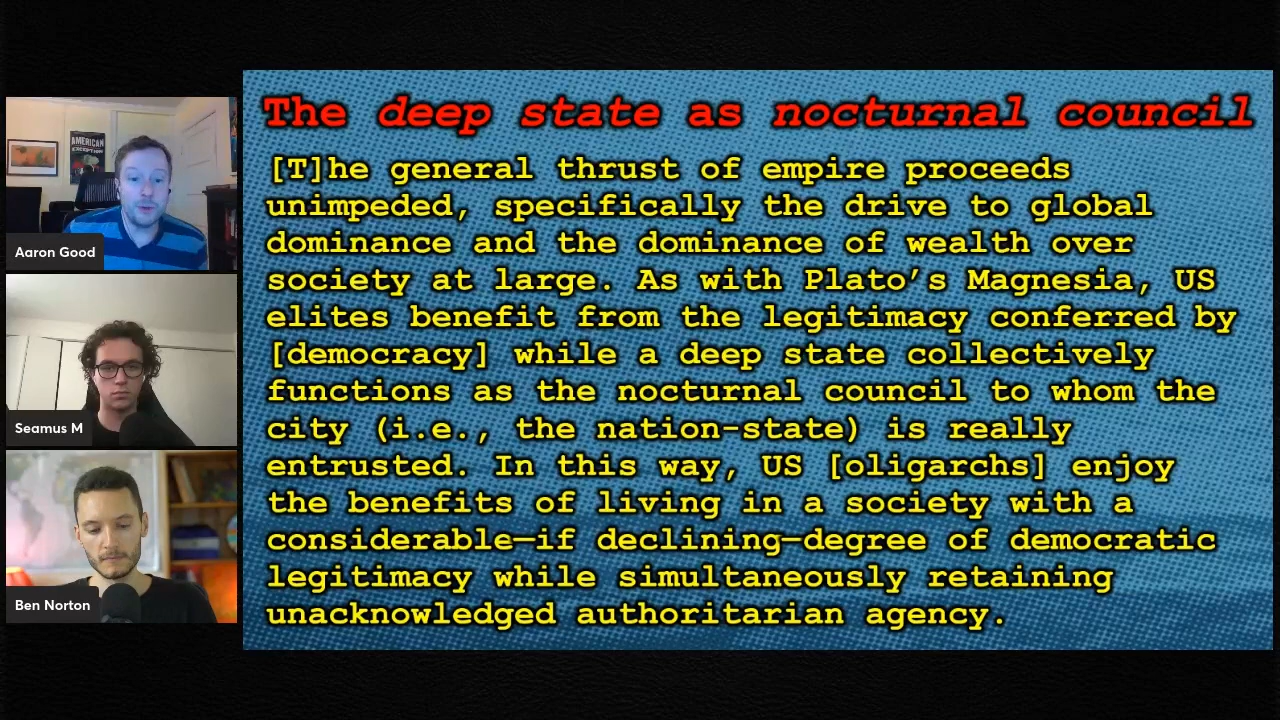 The deep state as nocturnal council
[T]he general thrust of empire proceeds
unimpeded, specifically the drive to global
dominance and the dominance of wealth over
society at large. As with Plato’s Magnesia, US
elites benefit from the legitimacy conferred by
[democracy] while a deep state collectively
functions as the nocturnal council to whom the
city (i.e., the nation-state) is really
entrusted. In this way, US [oligarchs] enjoy
the benefits of living in a society with a
considerable—if declining—degree of democratic
legitimacy while simultaneously retaining
unacknowledged authoritarian agency.
AMERICAN
EXCEPTION
Aaron Good
Seamus M
Ben Norton